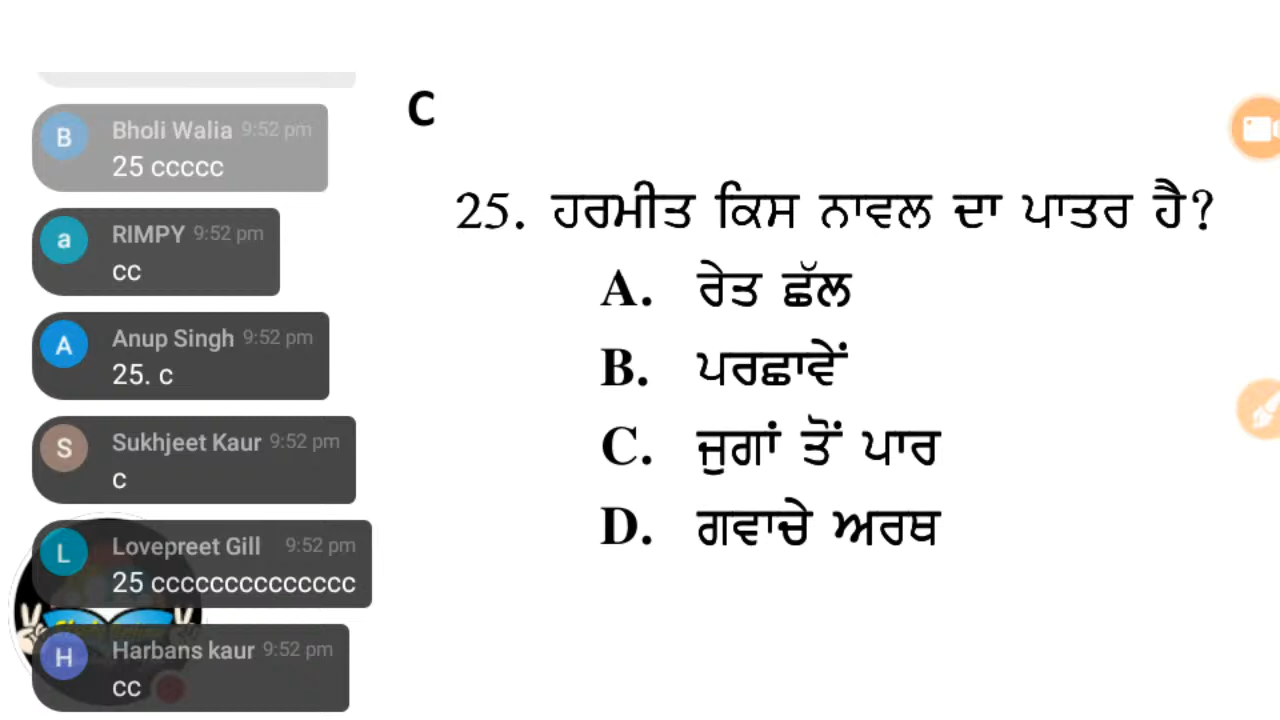 B Bholi Walia 9:52 pm
25 ccccc
a RIMPY 9:52 pm
cc
A Anup Singh 9:52 pm
25. c
S Sukhjeet Kaur 9:52 pm
c
L Lovepreet Gill 9:52 pm
25 cccccccccccccc
H Harbans kaur 9:52 pm
cc
C
25. ਹਰਮੀਤ ਕਿਸ ਨਾਵਲ ਦਾ ਪਾਤਰ ਹੈ?
A. ਰੇਤ ਛੱਲ
B. ਪਰਛਾਵੇਂ
C. ਜੁਗਾਂ ਤੋਂ ਪਾਰ
D. ਗਵਾਚੇ ਅਰਥ